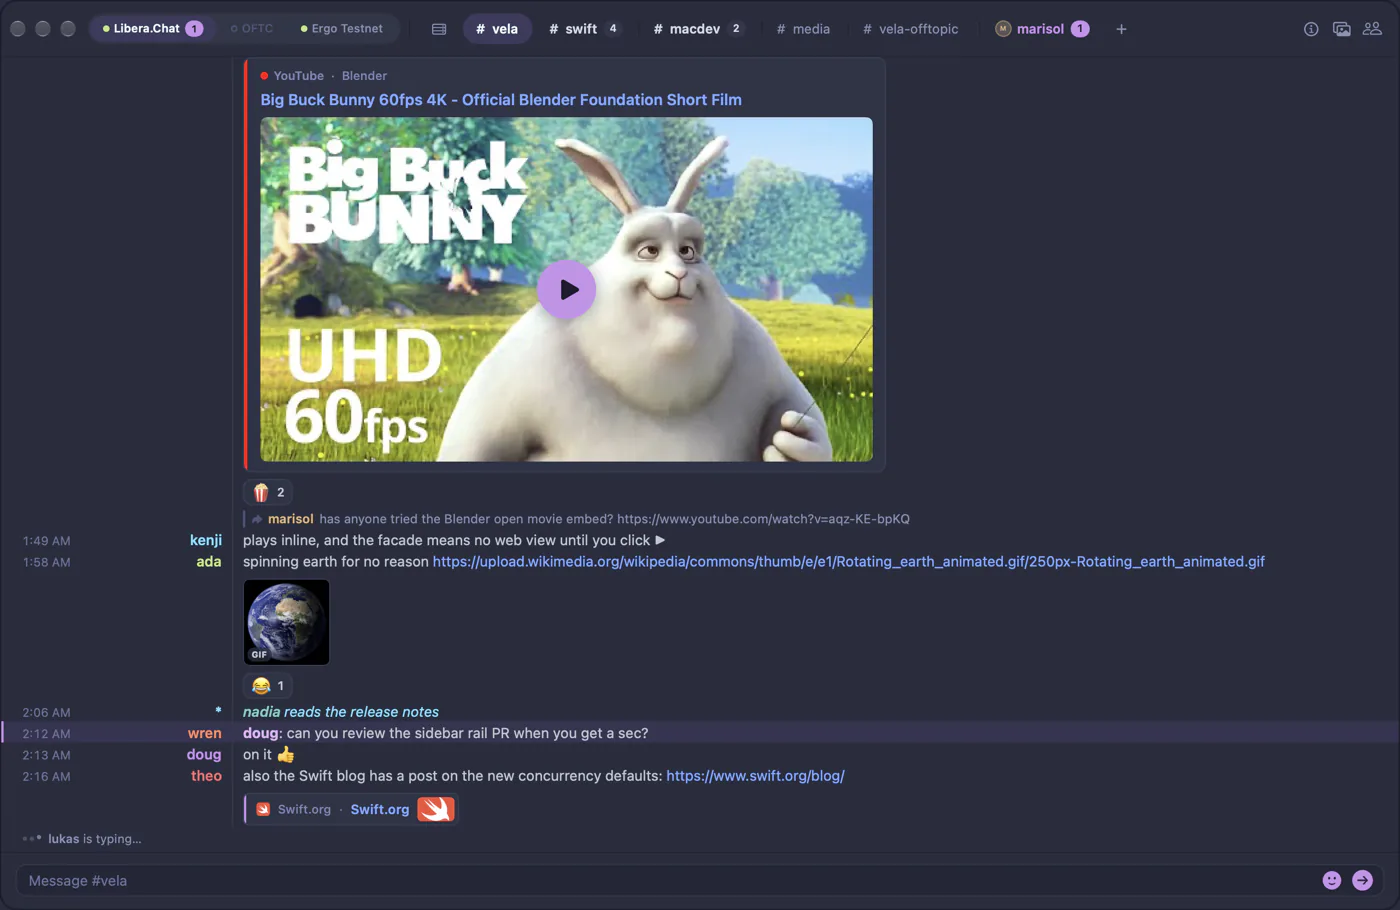 Libera.Chat 1
OFTC
Ergo Testnet
# vela
# swift 4
# macdev 2
# media
# vela-offtopic
M marisol 1
YouTube · Blender
Big Buck Bunny 60fps 4K - Official Blender Foundation Short Film
Big Buck
BUNNY
UHD
60fps
🍿 2
marisol has anyone tried the Blender open movie embed? https://www.youtube.com/watch?v=aqz-KE-bpKQ
1:49 AM kenji plays inline, and the facade means no web view until you click ▶
1:58 AM ada spinning earth for no reason https://upload.wikimedia.org/wikipedia/commons/thumb/e/e1/Rotating_earth_animated.gif/250px-Rotating_earth_animated.gif
GIF
😂 1
2:06 AM * nadia reads the release notes
2:12 AM wren doug: can you review the sidebar rail PR when you get a sec?
2:13 AM doug on it 👍
2:16 AM theo also the Swift blog has a post on the new concurrency defaults: https://www.swift.org/blog/
Swift.org · Swift.org
lukas is typing...
Message #vela